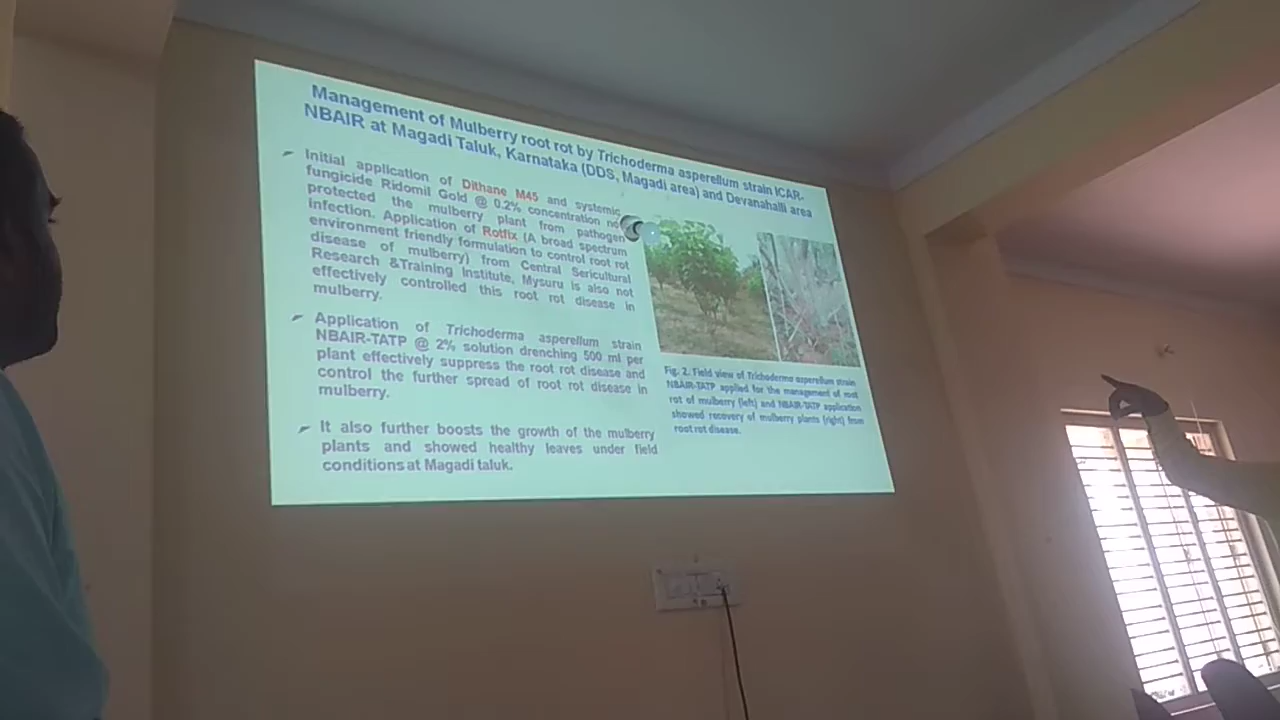 Management of Mulberry root rot by Trichoderma asperellum strain ICAR-
NBAIR at Magadi Taluk, Karnataka (DDS, Magadi area) and Devanahalli area
Initial application of Dithane M45 and systemic
fungicide Ridomil Gold @ 0.2% concentration
protected the mulberry plant from pathogen
infection. Application of Rotfix (A broad spectrum
environment friendly formulation to control root rot
disease of mulberry) from Central Sericultural
Research &Training Institute, Mysuru is also not
effectively controlled this root rot disease in
mulberry.
Application of Trichoderma asperellum strain
NBAIR-TATP @ 2% solution drenching 500 ml per
plant effectively suppress the root rot disease and
control the further spread of root rot disease in
mulberry.
It also further boosts the growth of the mulberry
plants and showed healthy leaves under field
conditions at Magadi taluk.
Fig. 2. Field view of Trichoderma asperellum strain
NBAIR-TATP applied for the management of root
rot of mulberry (left) and NBAIR-TATP application
showed recovery of mulberry plants (right) from
root rot disease.